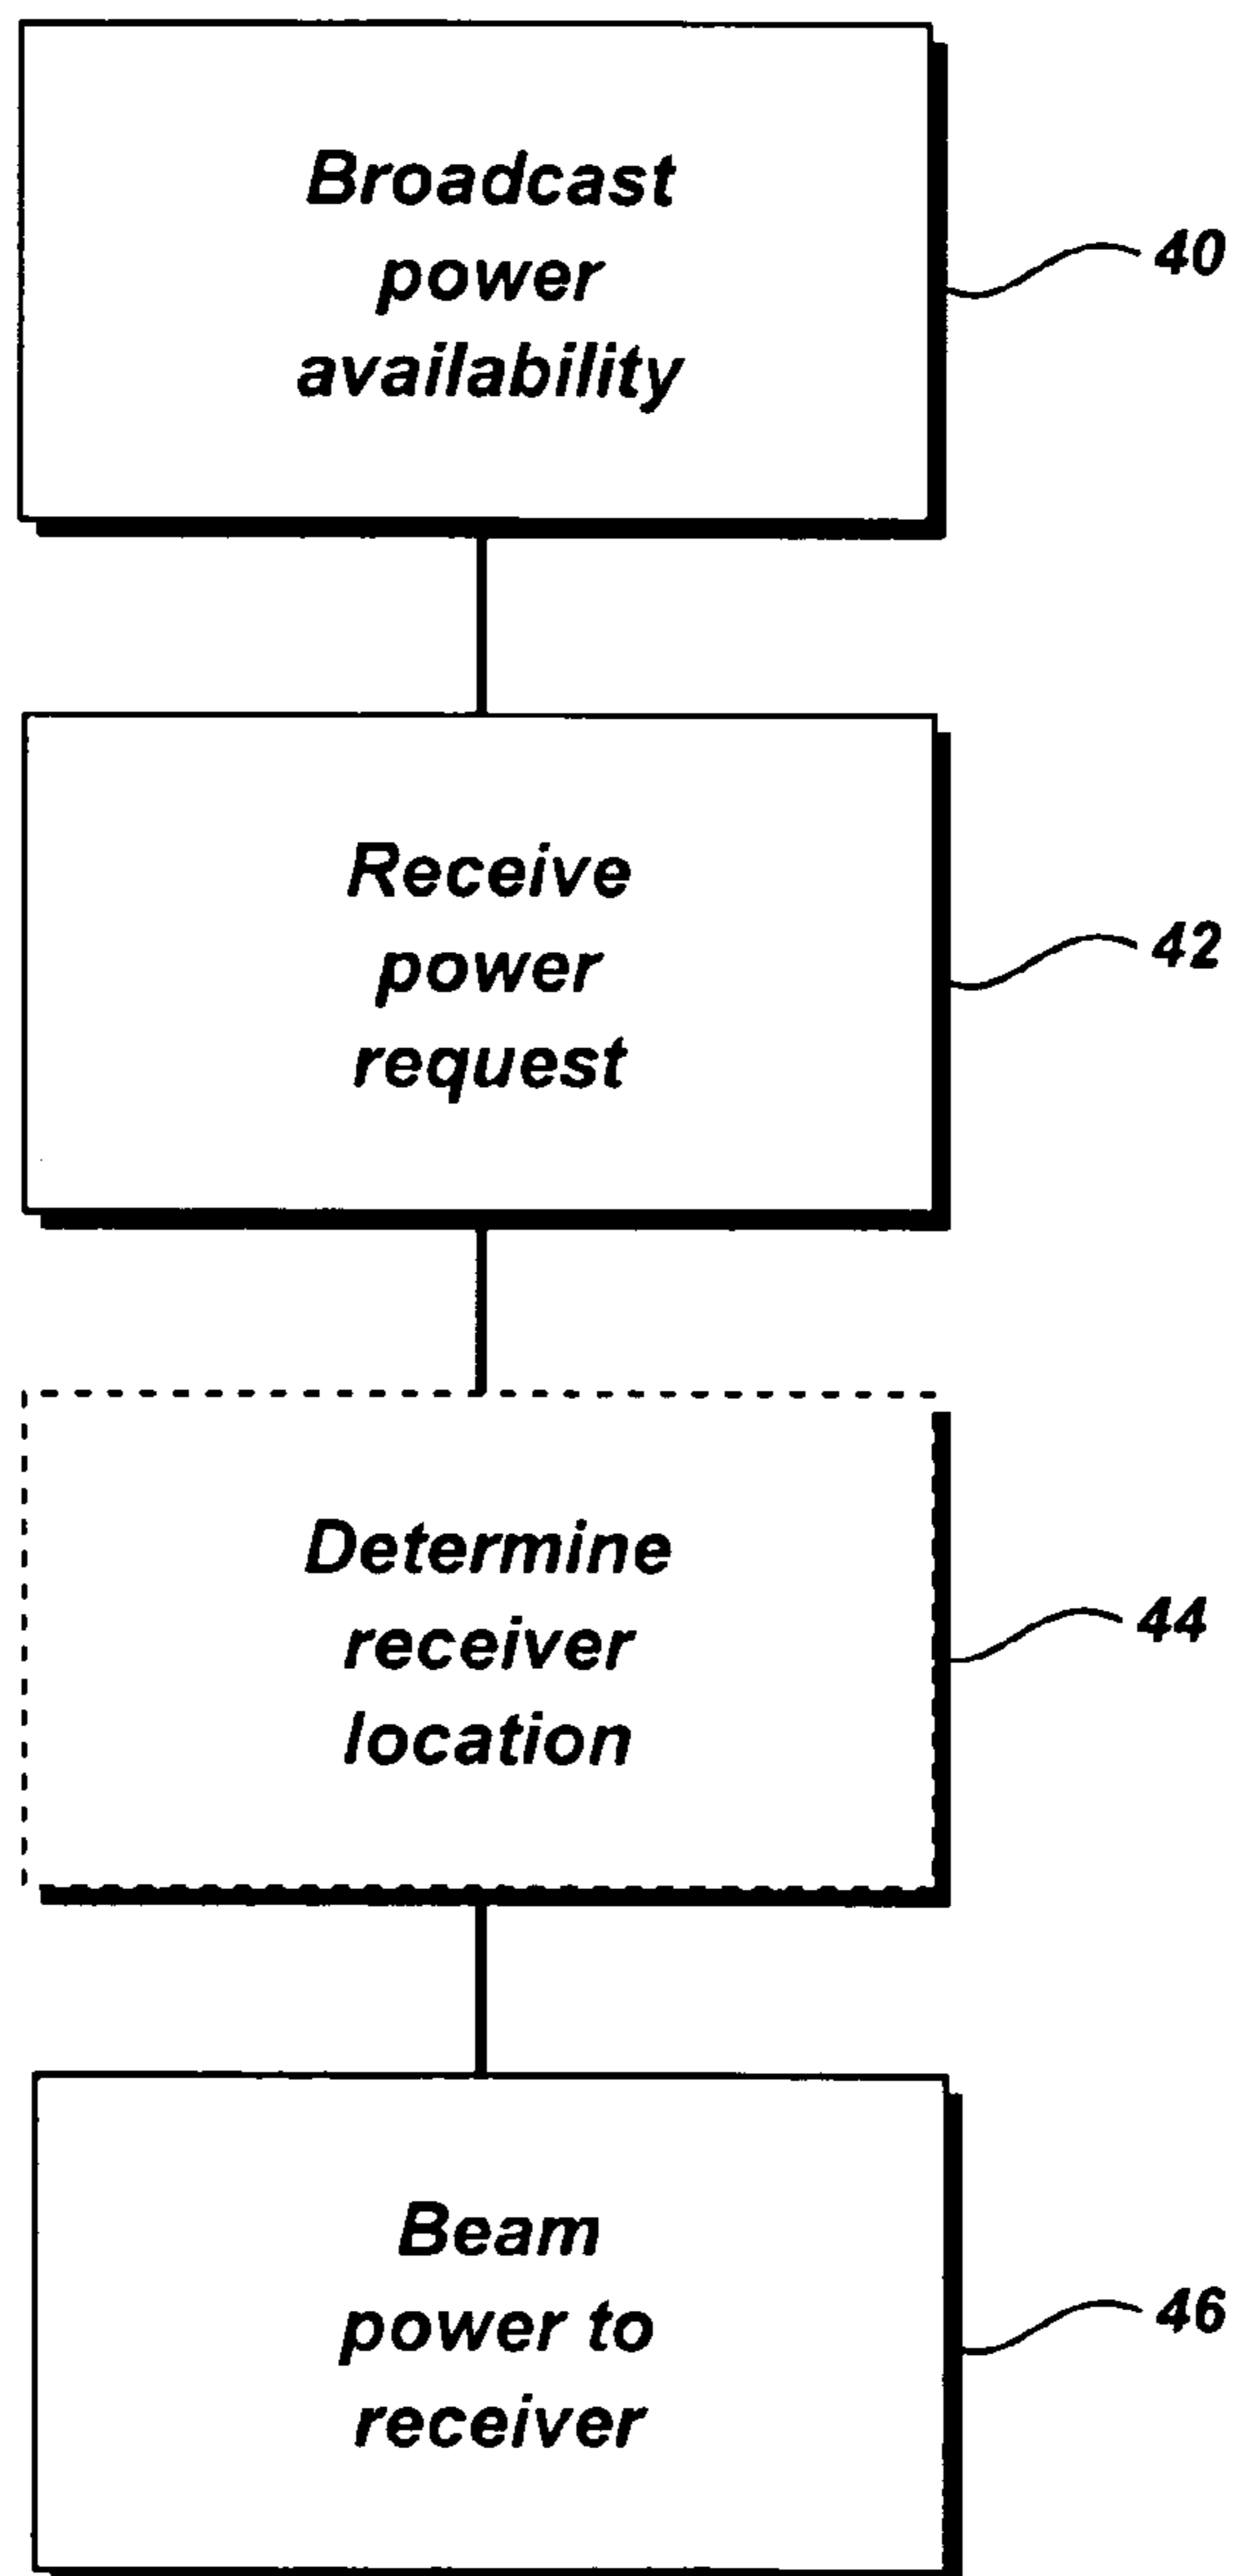 Broadcast
power
availability
40
Receive
power
request
42
Determine
receiver
location
44
Beam
power to
receiver
46